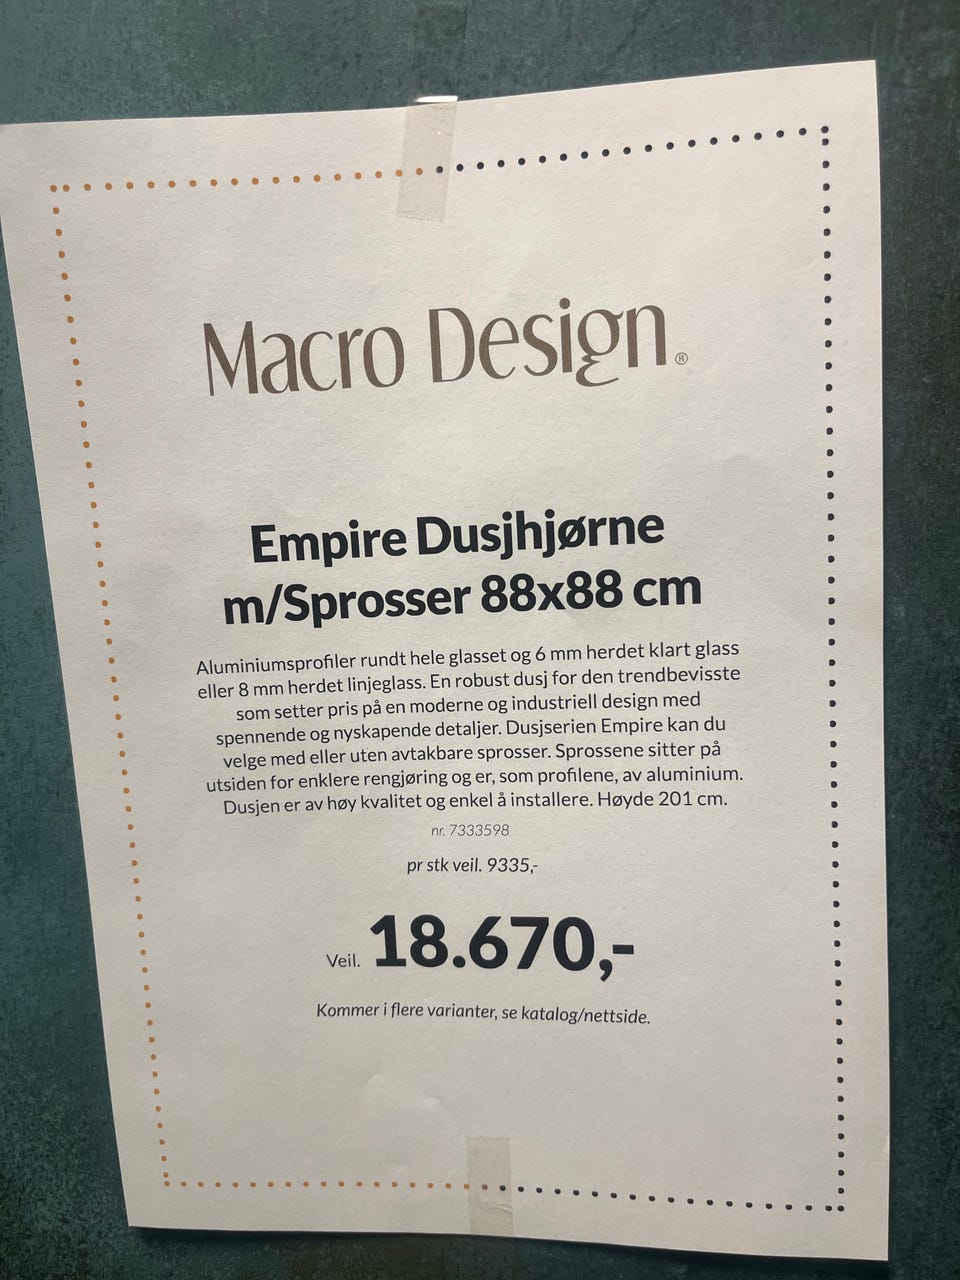 Macro Design®
Empire Dusjhjørne
m/Sprosser 88x88 cm
Aluminiumsprofiler rundt hele glasset og 6 mm herdet klart glass
eller 8 mm herdet linjeglass. En robust dusj for den trendbevisste
som setter pris på en moderne og industriell design med
spennende og nyskapende detaljer. Dusjserien Empire kan du
velge med eller uten avtakbare sprosser. Sprossene sitter på
utsiden for enklere rengjøring og er, som profilene, av aluminium.
Dusjen er av høy kvalitet og enkel å installere. Høyde 201 cm.
nr. 7333598
pr stk veil. 9335,-
Veil. 18.670,-
Kommer i flere varianter, se katalog/nettside.